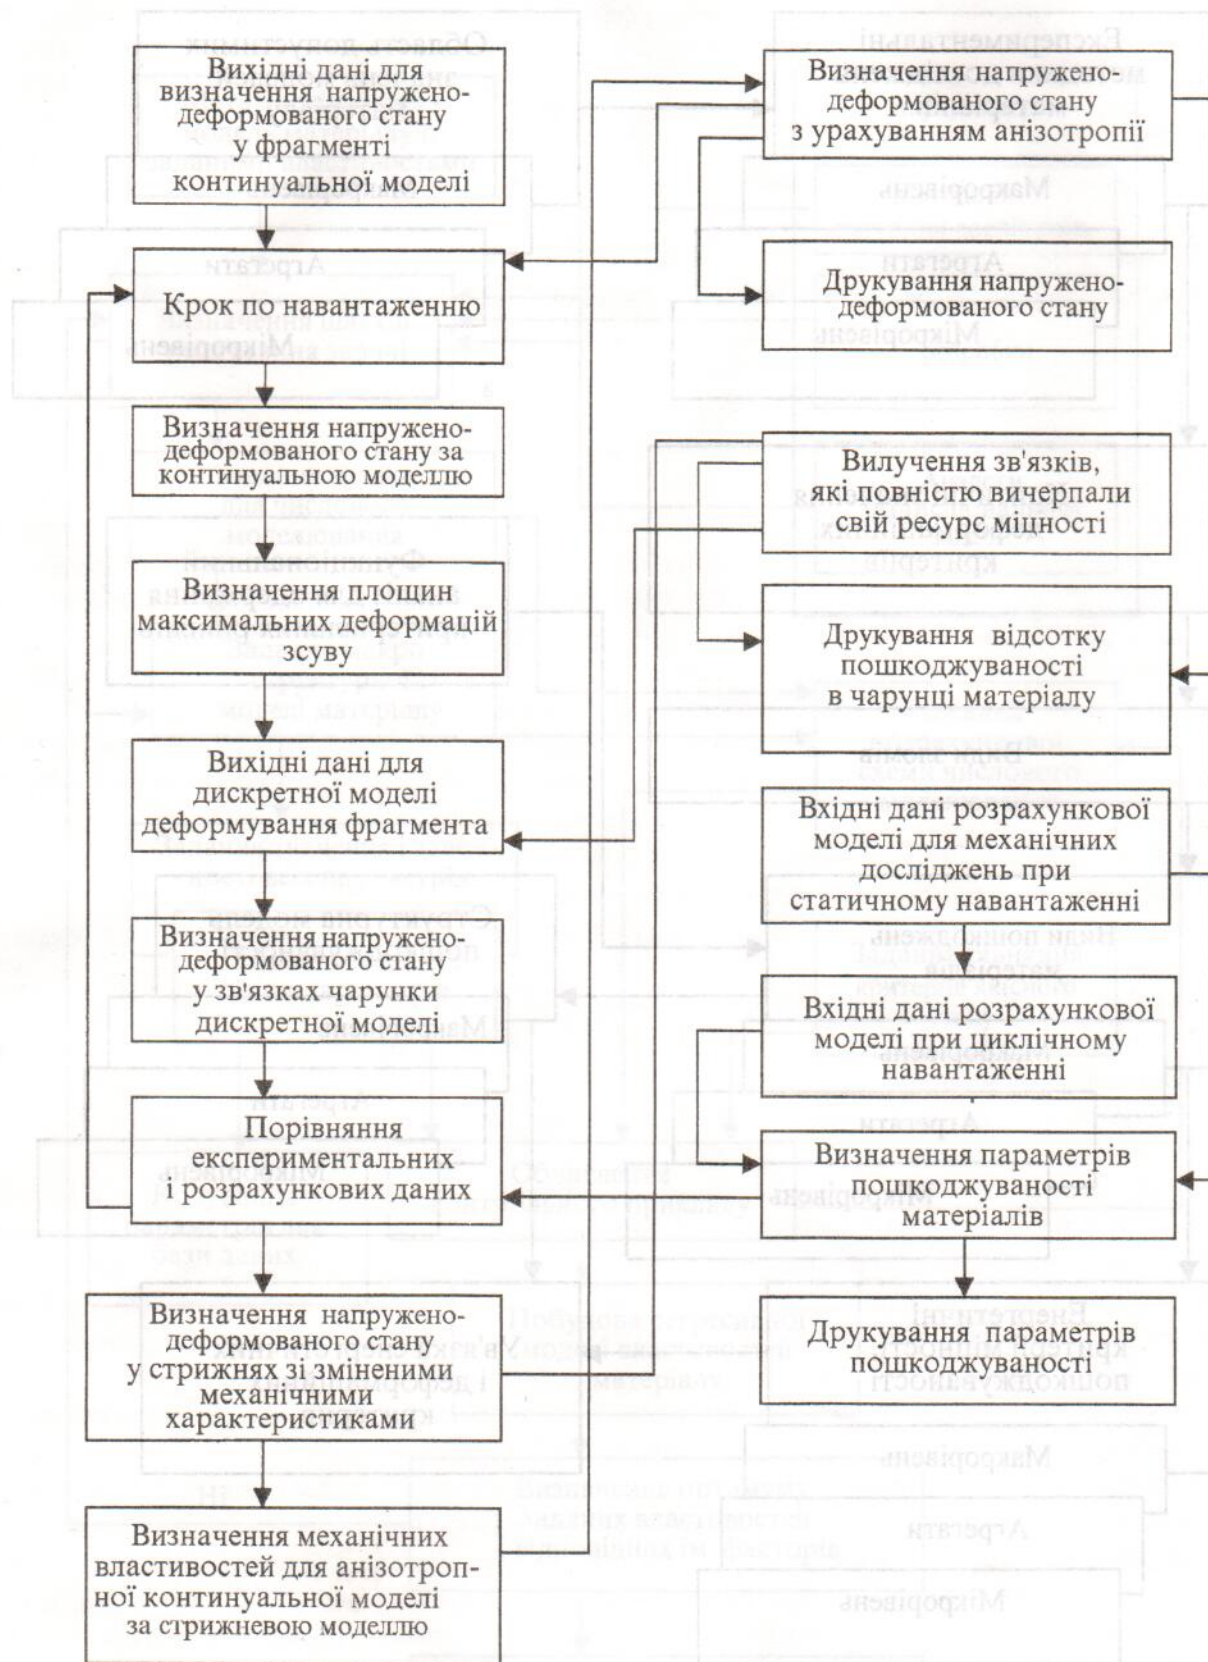 Вихідні дані для
визначення напружено-
деформованого стану
у фрагменті
континуальної моделі
Крок по навантаженню
Визначення напружено-
деформованого стану за
континуальною моделлю
Визначення площин
максимальних деформацій
зсуву
Вихідні дані для
дискретної моделі
деформування фрагмента
Визначення напружено-
деформованого стану
у зв'язках чарунки
дискретної моделі
Порівняння
експериментальних
і розрахункових даних
Визначення напружено-
деформованого стану
у стрижнях зі зміненими
механічними
характеристиками
Визначення механічних
властивостей для анізотроп-
ної континуальної моделі
за стрижневою моделлю
Визначення напружено-
деформованого стану
з урахуванням анізотропії
Друкування напружено-
деформованого стану
Вилучення зв'язків,
які повністю вичерпали
свій ресурс міцності
Друкування відсотку
пошкоджуваності
в чарунці матеріалу
Вхідні дані розрахункової
моделі для механічних
досліджень при
статичному навантаженні
Вхідні дані розрахункової
моделі при циклічному
навантаженні
Визначення параметрів
пошкоджуваності
матеріалів
Друкування параметрів
пошкоджуваності